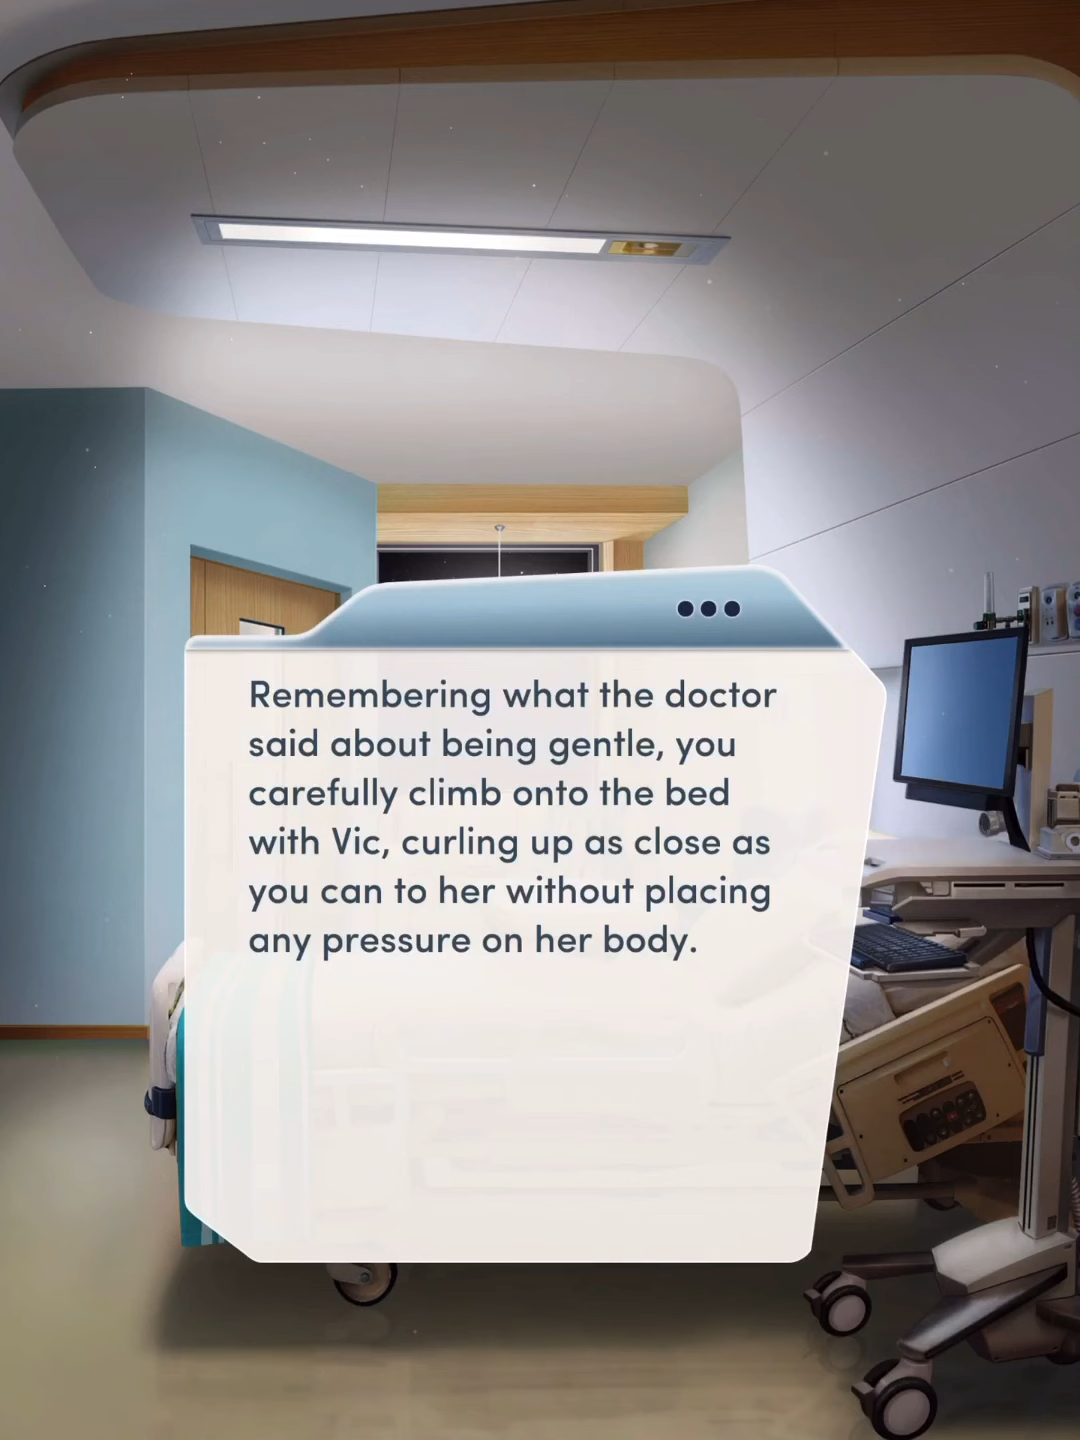 Remembering what the doctor
said about being gentle, you
carefully climb onto the bed
with Vic, curling up as close as
you can to her without placing
any pressure on her body.